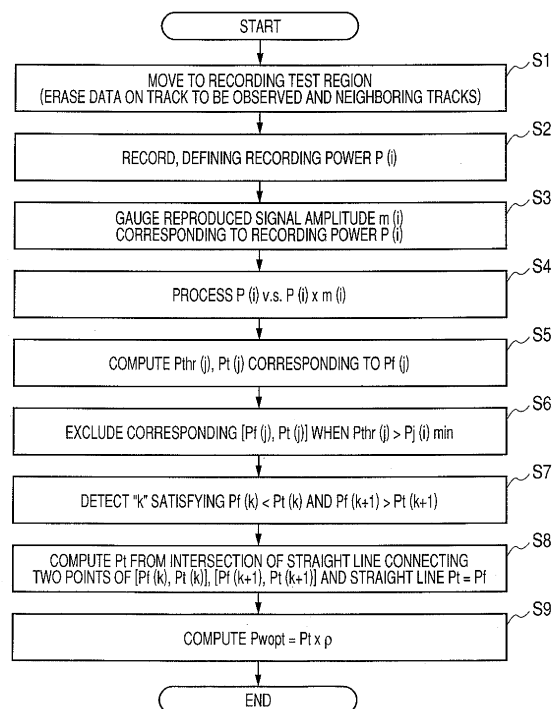 START
S1
MOVE TO RECORDING TEST REGION
(ERASE DATA ON TRACK TO BE OBSERVED AND NEIGHBORING TRACKS)
S2
RECORD, DEFINING RECORDING POWER P (i)
S3
GAUGE REPRODUCED SIGNAL AMPLITUDE m (i)
CORRESPONDING TO RECORDING POWER P (i)
S4
PROCESS P (i) v.s. P (i) x m (i)
S5
COMPUTE Pthr (j), Pt (j) CORRESPONDING TO Pf (j)
S6
EXCLUDE CORRESPONDING [Pf (j), Pt (j)] WHEN Pthr (j) > Pj (i) min
S7
DETECT "k" SATISFYING Pf (k) < Pt (k) AND Pf (k+1) > Pt (k+1)
S8
COMPUTE Pt FROM INTERSECTION OF STRAIGHT LINE CONNECTING
TWO POINTS OF [Pf (k), Pt (k)], [Pf (k+1), Pt (k+1)] AND STRAIGHT LINE Pt = Pf
S9
COMPUTE Pwopt = Pt x ρ
END